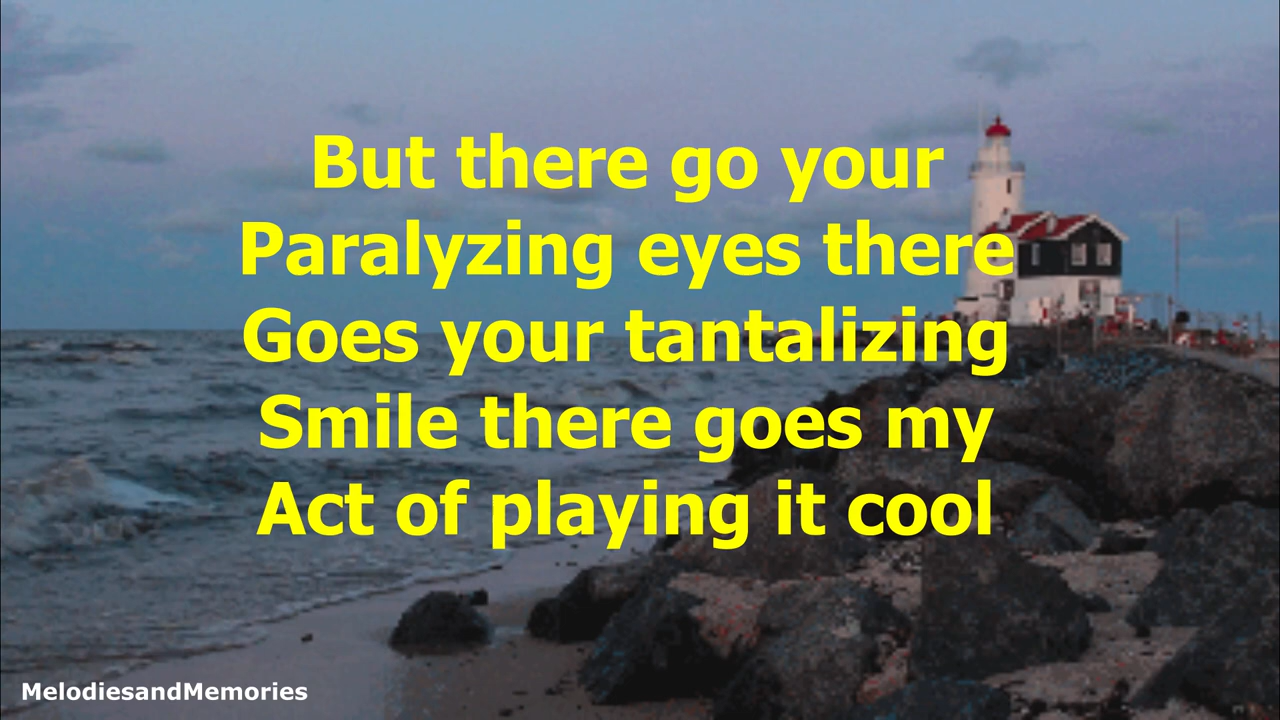 But there go your
Paralyzing eyes there
Goes your tantalizing
Smile there goes my
Act of playing it cool
MelodiesandMemories